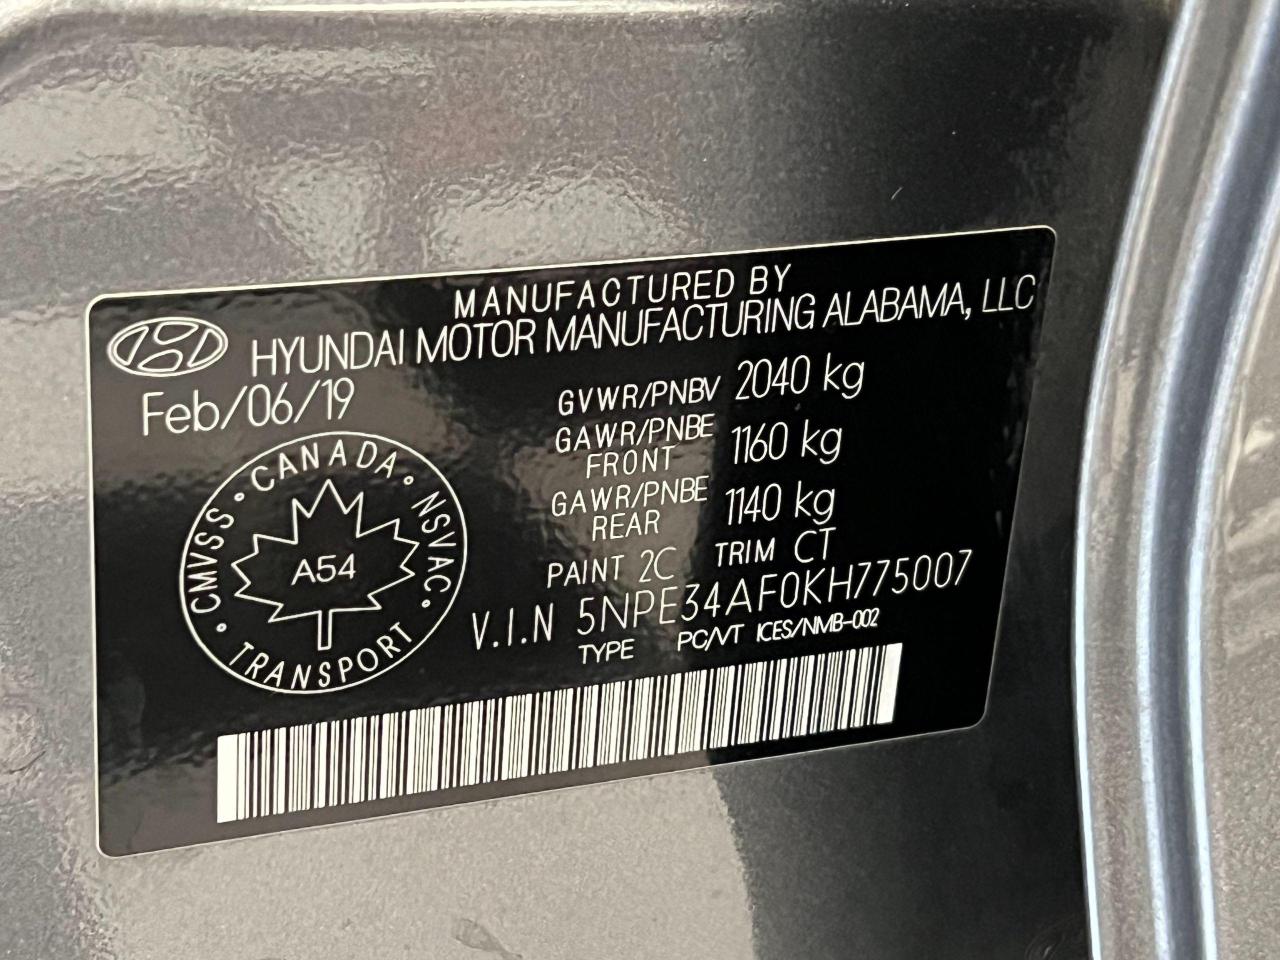 MANUFACTURED BY
HYUNDAI MOTOR MANUFACTURING ALABAMA, LLC
Feb/06/19
GVWR/PNBV 2040 kg
GAWR/PNBE FRONT 1160 kg
GAWR/PNBE REAR 1140 kg
PAINT 2C TRIM CT
V.I.N 5NPE34AF0KH775007
TYPE PC/VT ICES/NMB-002
CANADA
CMVSS
NSVAC
A54
TRANSPORT